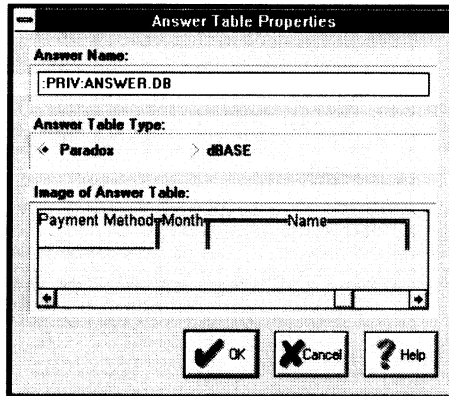 Answer Table Properties
Answer Name:
:PRIV:ANSWER.DB
Answer Table Type:
Paradox dBASE
Image of Answer Table:
Payment Method Month Name
OK Cancel Help